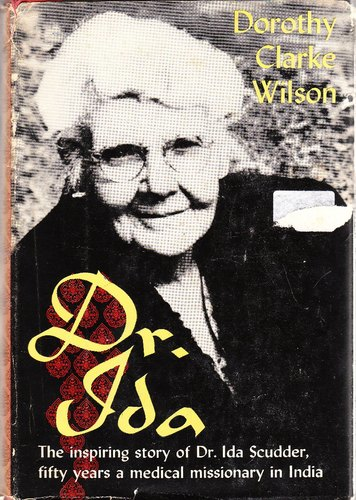 Dorothy
Clarke
Wilson
Dr.
Ida
The inspiring story of Dr. Ida Scudder,
fifty years a medical missionary in India